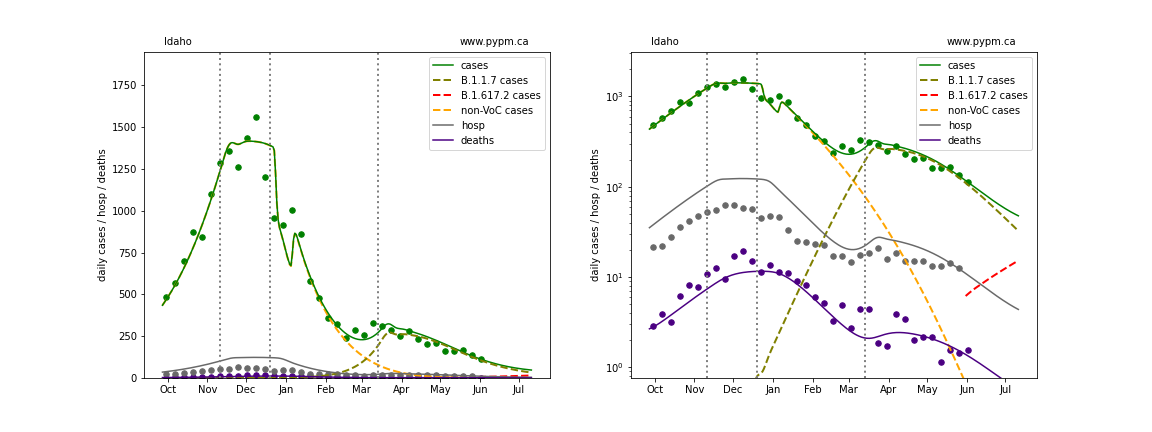 Idaho www.pypm.ca
daily cases / hosp / deaths
1750
1500
1250
1000
750
500
250
0
cases
B.1.1.7 cases
B.1.617.2 cases
non-VoC cases
hosp
deaths
Oct Nov Dec Jan Feb Mar Apr May Jun Jul
Idaho www.pypm.ca
daily cases / hosp / deaths
10³
10²
10¹
10⁰
cases
B.1.1.7 cases
B.1.617.2 cases
non-VoC cases
hosp
deaths
Oct Nov Dec Jan Feb Mar Apr May Jun Jul